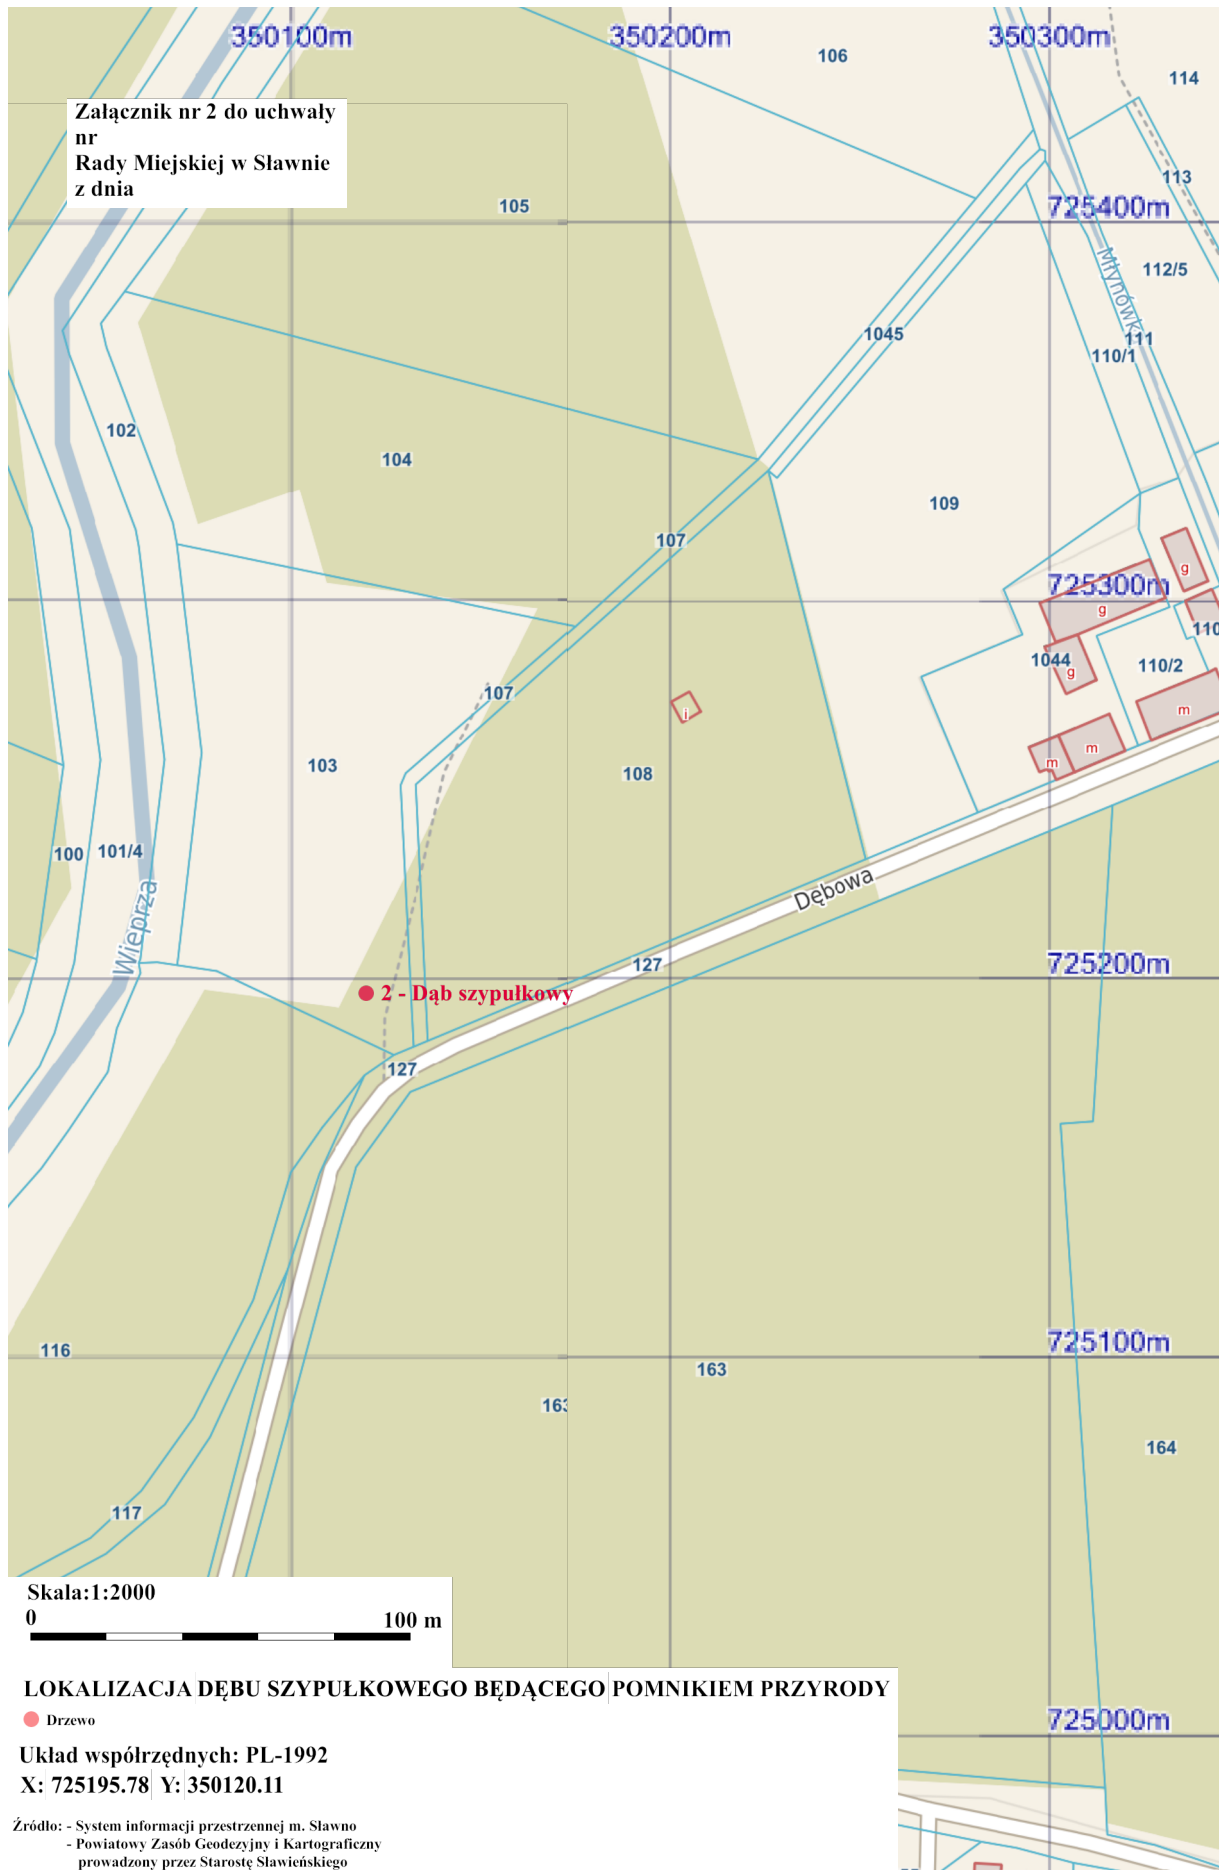 350100m
350200m
350300m
106
114
Załącznik nr 2 do uchwały
nr
Rady Miejskiej w Sławnie
z dnia
113
105
725400m
112/5
Młynówk
1045
111
110/1
102
104
109
107
g
725300m
g
110
1044
110/2
g
107
i
m
103
108
m
m
100
101/4
Dębowa
Wieprza
127
725200m
2 - Dąb szypułkowy
127
116
725100m
163
163
164
117
Skala:1:2000
0 100 m
LOKALIZACJA DĘBU SZYPUŁKOWEGO BĘDĄCEGO POMNIKIEM PRZYRODY
Drzewo
725000m
Układ współrzędnych: PL-1992
X: 725195.78 Y: 350120.11
Źródło: - System informacji przestrzennej m. Sławno
- Powiatowy Zasób Geodezyjny i Kartograficzny
prowadzony przez Starostę Sławieńskiego